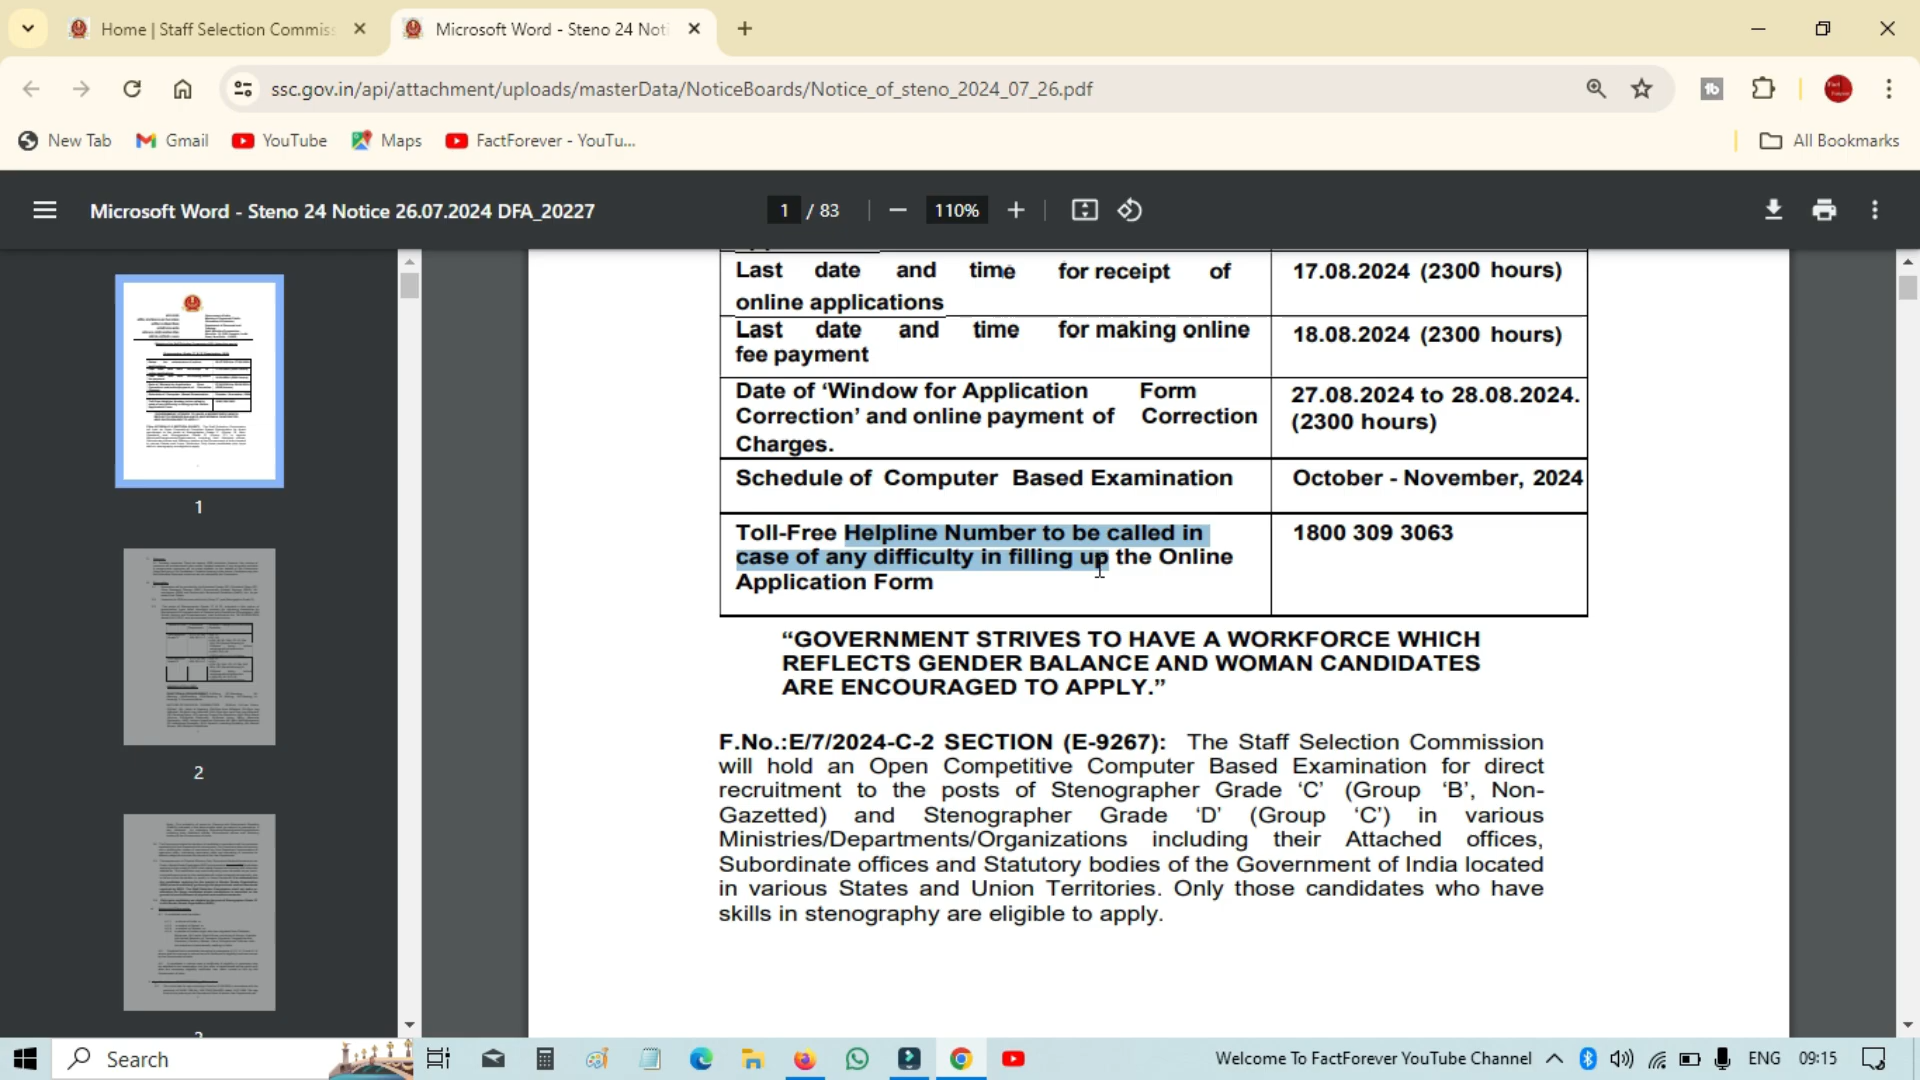 Home | Staff Selection Commis
Microsoft Word - Steno 24 Noti
ssc.gov.in/api/attachment/uploads/masterData/NoticeBoards/Notice_of_steno_2024_07_26.pdf
New Tab
Gmail
YouTube
Maps
FactForever - YouTu...
All Bookmarks
Microsoft Word - Steno 24 Notice 26.07.2024 DFA_20227
1 / 83
110%
Last date and time for receipt of online applications
17.08.2024 (2300 hours)
Last date and time for making online fee payment
18.08.2024 (2300 hours)
Date of ‘Window for Application Form
Correction’ and online payment of Correction
Charges.
27.08.2024 to 28.08.2024.
(2300 hours)
Schedule of Computer Based Examination
October - November, 2024
Toll-Free Helpline Number to be called in
case of any difficulty in filling up the Online
Application Form
1800 309 3063
“GOVERNMENT STRIVES TO HAVE A WORKFORCE WHICH
REFLECTS GENDER BALANCE AND WOMAN CANDIDATES
ARE ENCOURAGED TO APPLY.”
F.No.:E/7/2024-C-2 SECTION (E-9267): The Staff Selection Commission
will hold an Open Competitive Computer Based Examination for direct
recruitment to the posts of Stenographer Grade ‘C’ (Group ‘B’, Non-
Gazetted) and Stenographer Grade ‘D’ (Group ‘C’) in various
Ministries/Departments/Organizations including their Attached offices,
Subordinate offices and Statutory bodies of the Government of India located
in various States and Union Territories. Only those candidates who have
skills in stenography are eligible to apply.
1
2
Search
Welcome To FactForever YouTube Channel
ENG
09:15